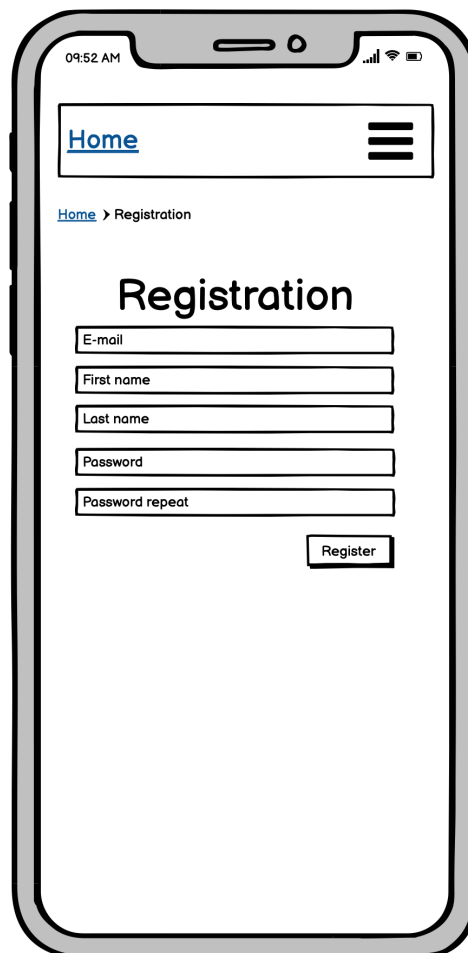 09:52 AM
Home
Home > Registration
Registration
E-mail
First name
Last name
Password
Password repeat
Register